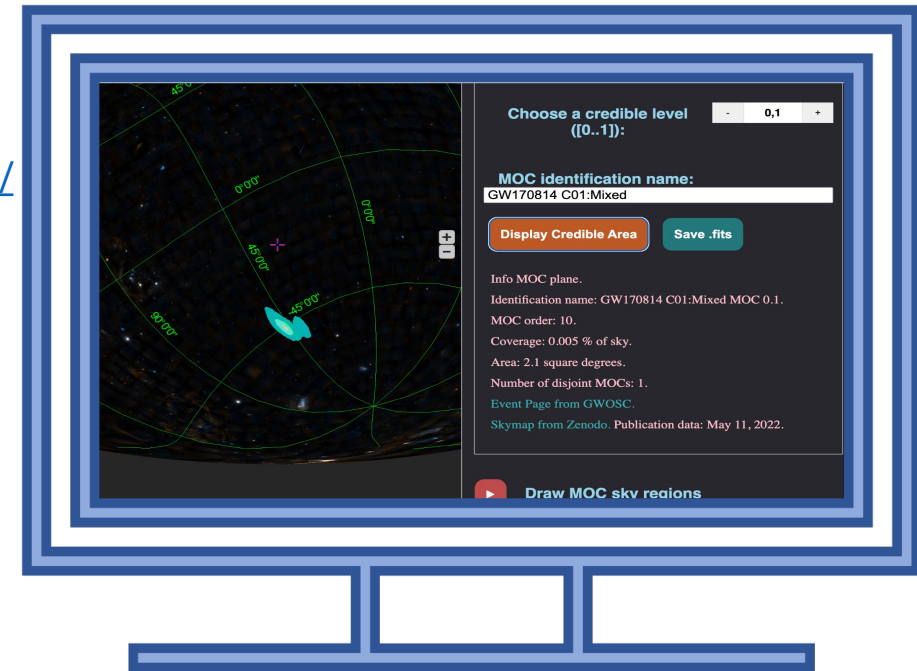 /
45°0'0"
0°0'0"
0°0'0"
45°0'0"
-45°0'0"
90°0'0"
+
-
Choose a credible level
([0..1]):
- 0,1 +
MOC identification name:
GW170814 C01:Mixed
Display Credible Area
Save .fits
Info MOC plane.
Identification name: GW170814 C01:Mixed MOC 0.1.
MOC order: 10.
Coverage: 0.005 % of sky.
Area: 2.1 square degrees.
Number of disjoint MOCs: 1.
Event Page from GWOSC.
Skymap from Zenodo. Publication data: May 11, 2022.
Draw MOC sky regions